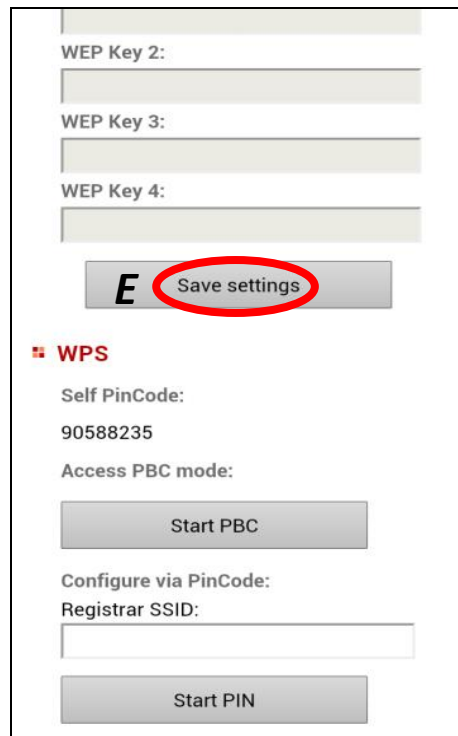 WEP Key 2:
WEP Key 3:
WEP Key 4:
E Save settings
WPS
Self PinCode:
90588235
Access PBC mode:
Start PBC
Configure via PinCode:
Registrar SSID:
Start PIN